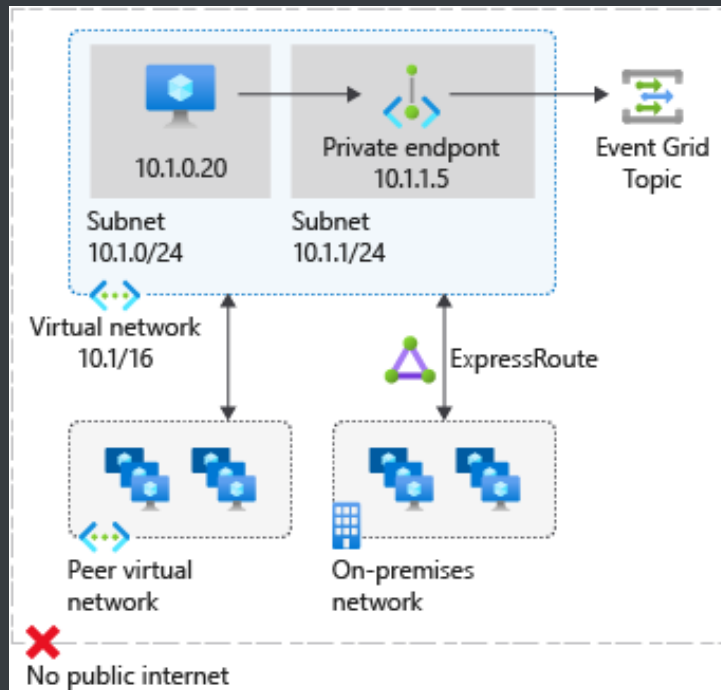 10.1.0.20
Private endpont
10.1.1.5
Event Grid
Topic
Subnet
10.1.0/24
Subnet
10.1.1/24
Virtual network
10.1/16
ExpressRoute
Peer virtual
network
On-premises
network
No public internet